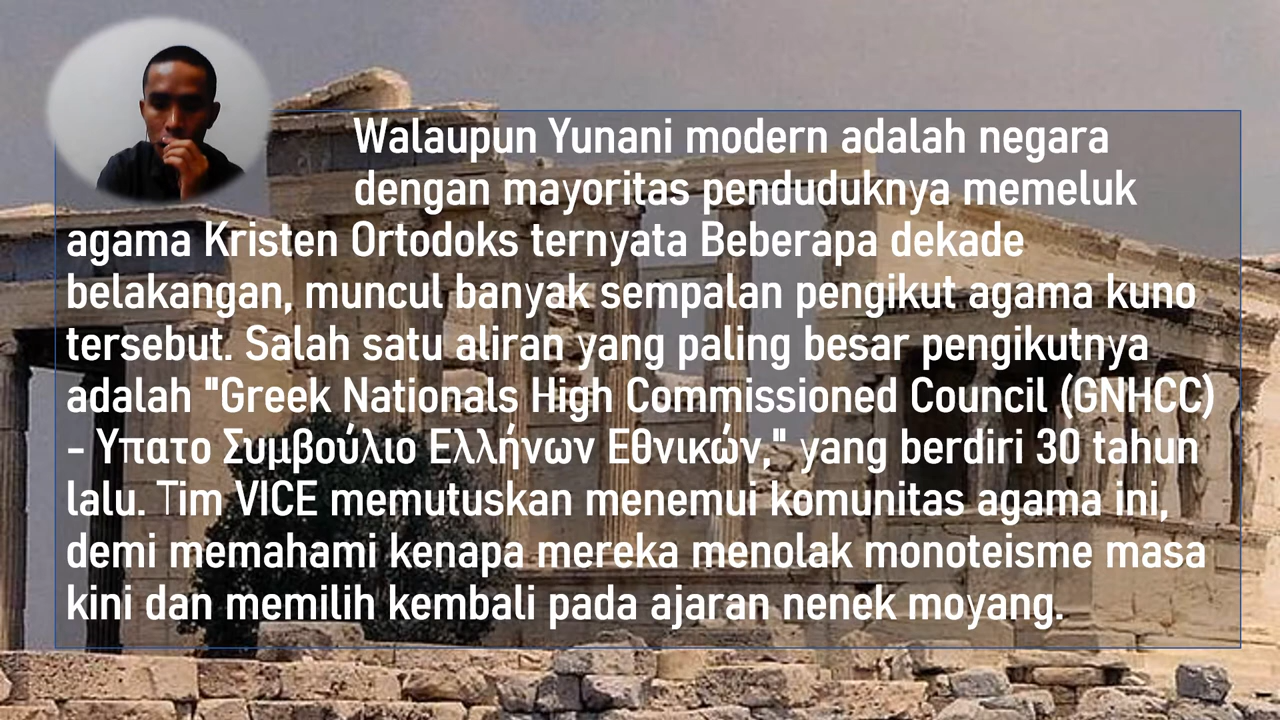 Walaupun Yunani modern adalah negara
dengan mayoritas penduduknya memeluk
agama Kristen Ortodoks ternyata Beberapa dekade
belakangan, muncul banyak sempalan pengikut agama kuno
tersebut. Salah satu aliran yang paling besar pengikutnya
adalah "Greek Nationals High Commissioned Council (GNHCC)
- Υπατο Συμβούλιο Ελλήνων Εθνικών," yang berdiri 30 tahun
lalu. Tim VICE memutuskan menemui komunitas agama ini,
demi memahami kenapa mereka menolak monoteisme masa
kini dan memilih kembali pada ajaran nenek moyang.